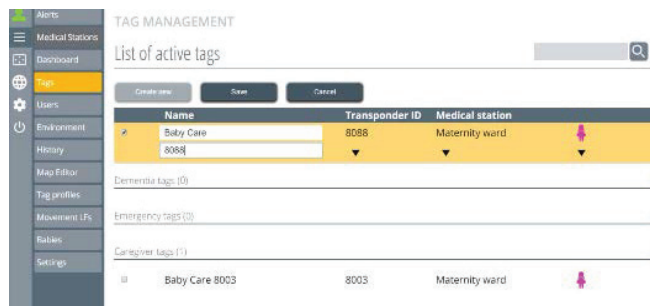 Alerts
Medical Stations
Dashboard
Tags
Users
Environment
History
Map Editor
Tag profiles
Movement LFs
Babies
Settings
TAG MANAGEMENT
List of active tags
Create new Save Cancel
Name Transponder ID Medical station
Baby Care 8088 Maternity ward
8088
Dementia tags (0)
Emergency tags (0)
Caregiver tags (1)
Baby Care 8003 8003 Maternity ward